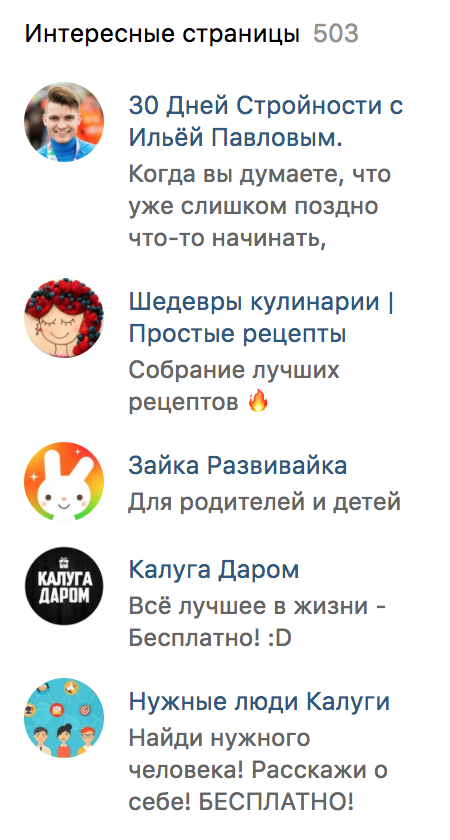 Интересные страницы 503
30 Дней Стройности с
Ильёй Павловым.
Когда вы думаете, что
уже слишком поздно
что-то начинать,
Шедевры кулинарии |
Простые рецепты
Собрание лучших
рецептов 🔥
Зайка Развивайка
Для родителей и детей
КАЛУГА
ДАРОМ
Калуга Даром
Всё лучшее в жизни -
Бесплатно! :D
Нужные люди Калуги
Найди нужного
человека! Расскажи о
себе! БЕСПЛАТНО!